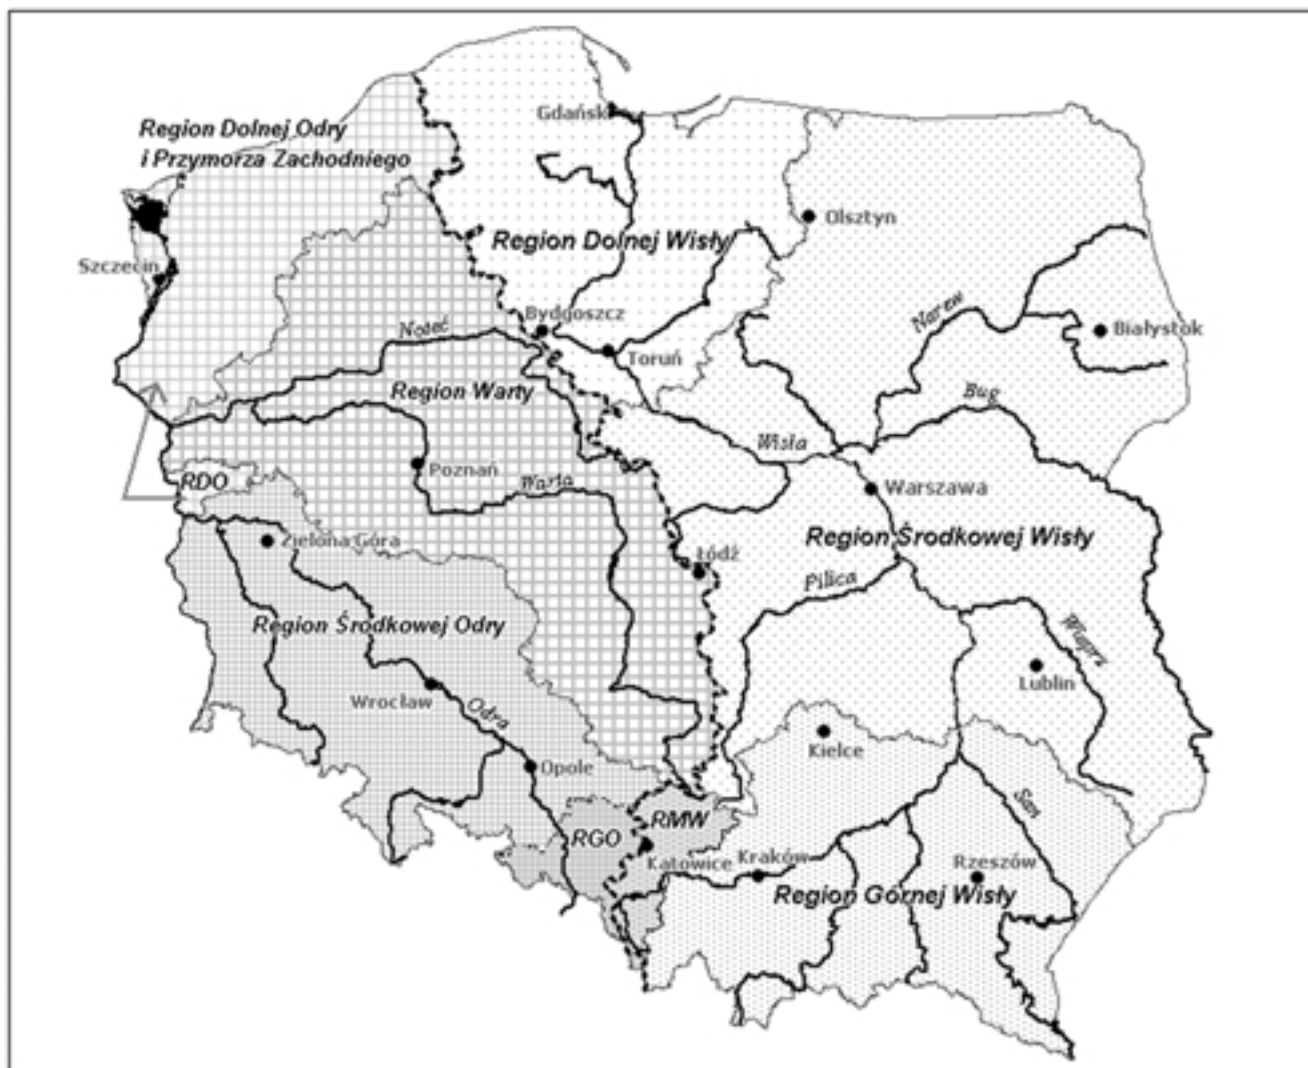 Gdańsk
Region Dolnej Odry
i Przymorza Zachodniego
Olsztyn
Region Dolnej Wisły
Szczecin
Narew
Bydgoszcz
Noteć
Białystok
Toruń
Region Warty
Bug
Wisła
Poznań
RDO
Warta
Warszawa
Region Środkowej Wisły
Zielona Góra
Łódź
Pilica
Region Środkowej Odry
Wieprz
Lublin
Wrocław
Odra
Kielce
Opole
San
RGO
RMW
Katowice
Kraków
Rzeszów
Region Górnej Wisły